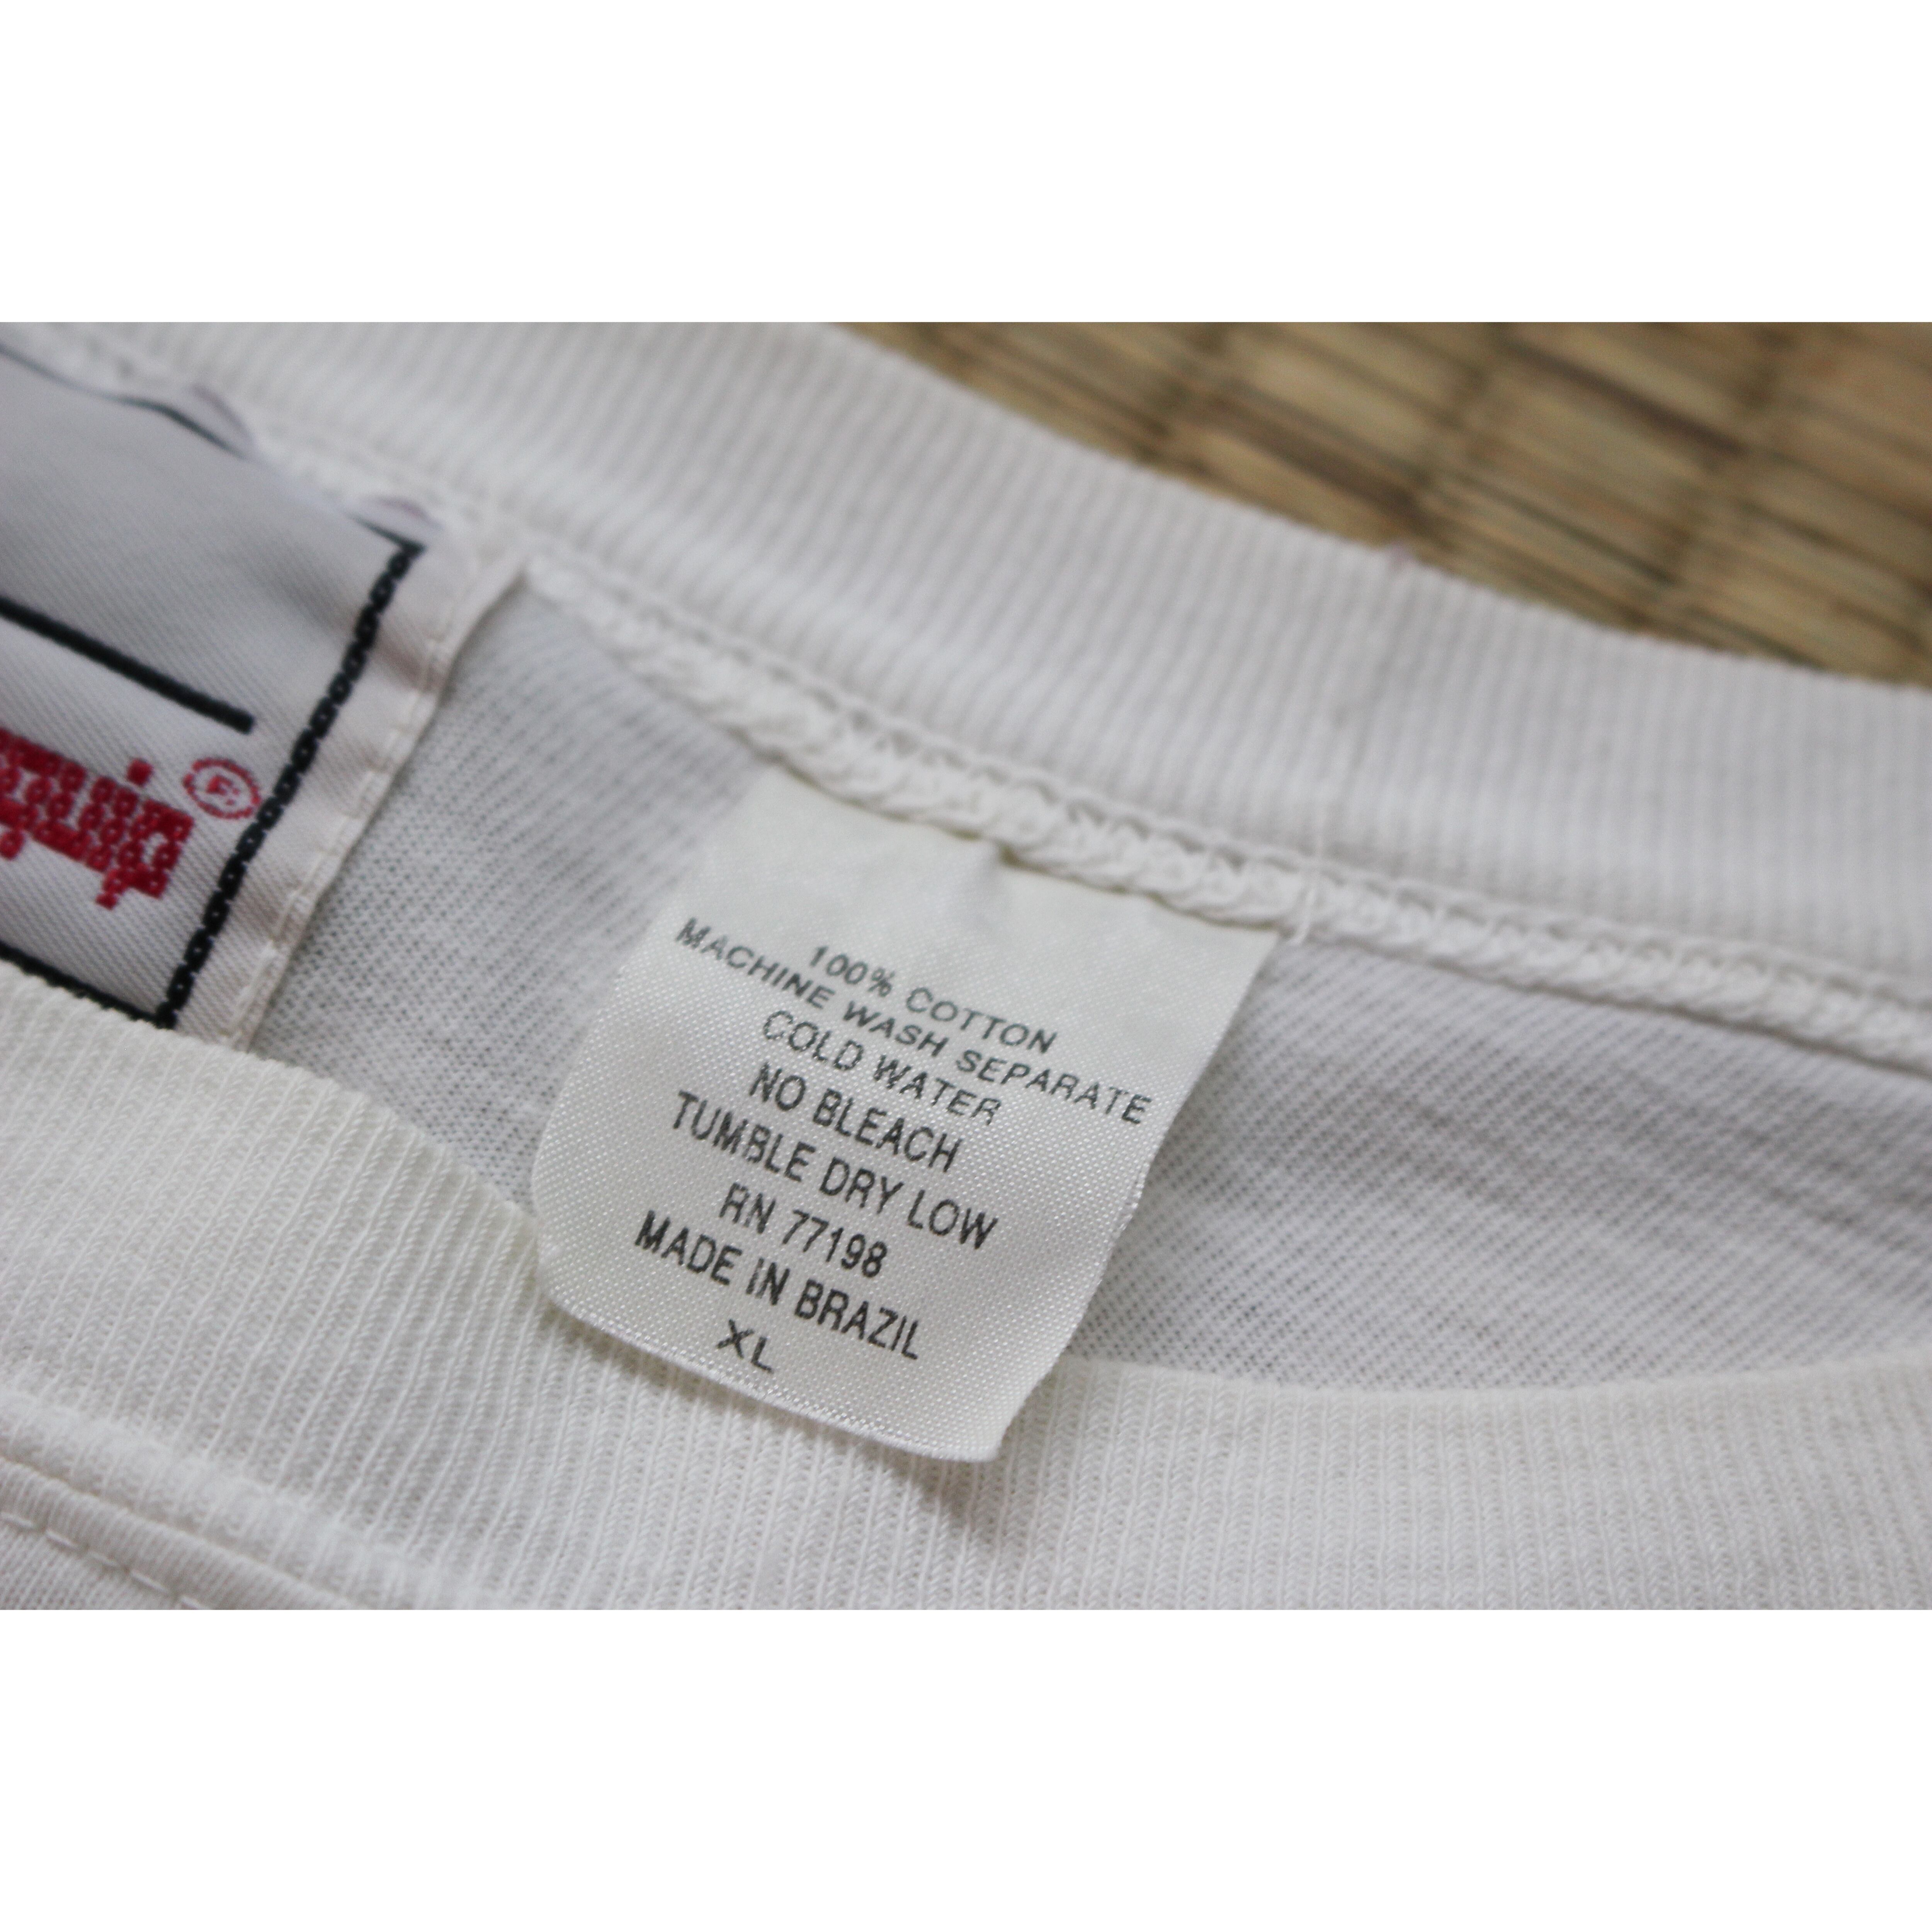 100% COTTON
MACHINE WASH SEPARATE
COLD WATER
NO BLEACH
TUMBLE DRY LOW
RN 77198
MADE IN BRAZIL
XL